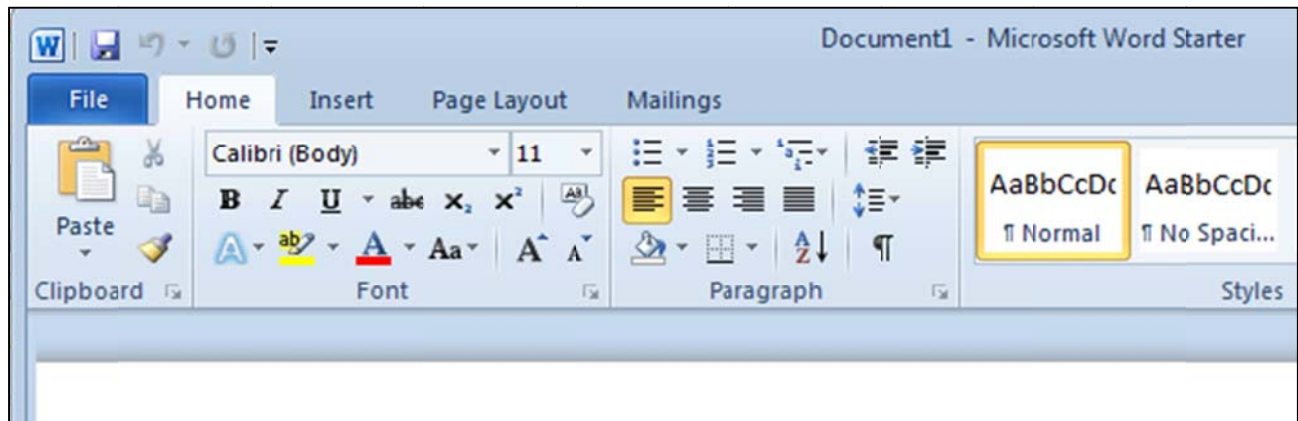 W Document1 - Microsoft Word Starter
File Home Insert Page Layout Mailings
Calibri (Body) 11
B I U abc x₂ x² AB
Paste
ab A Aa A A A Z
AaBbCcDc AaBbCcDc
¶ Normal ¶ No Spaci...
Clipboard Font Paragraph Styles